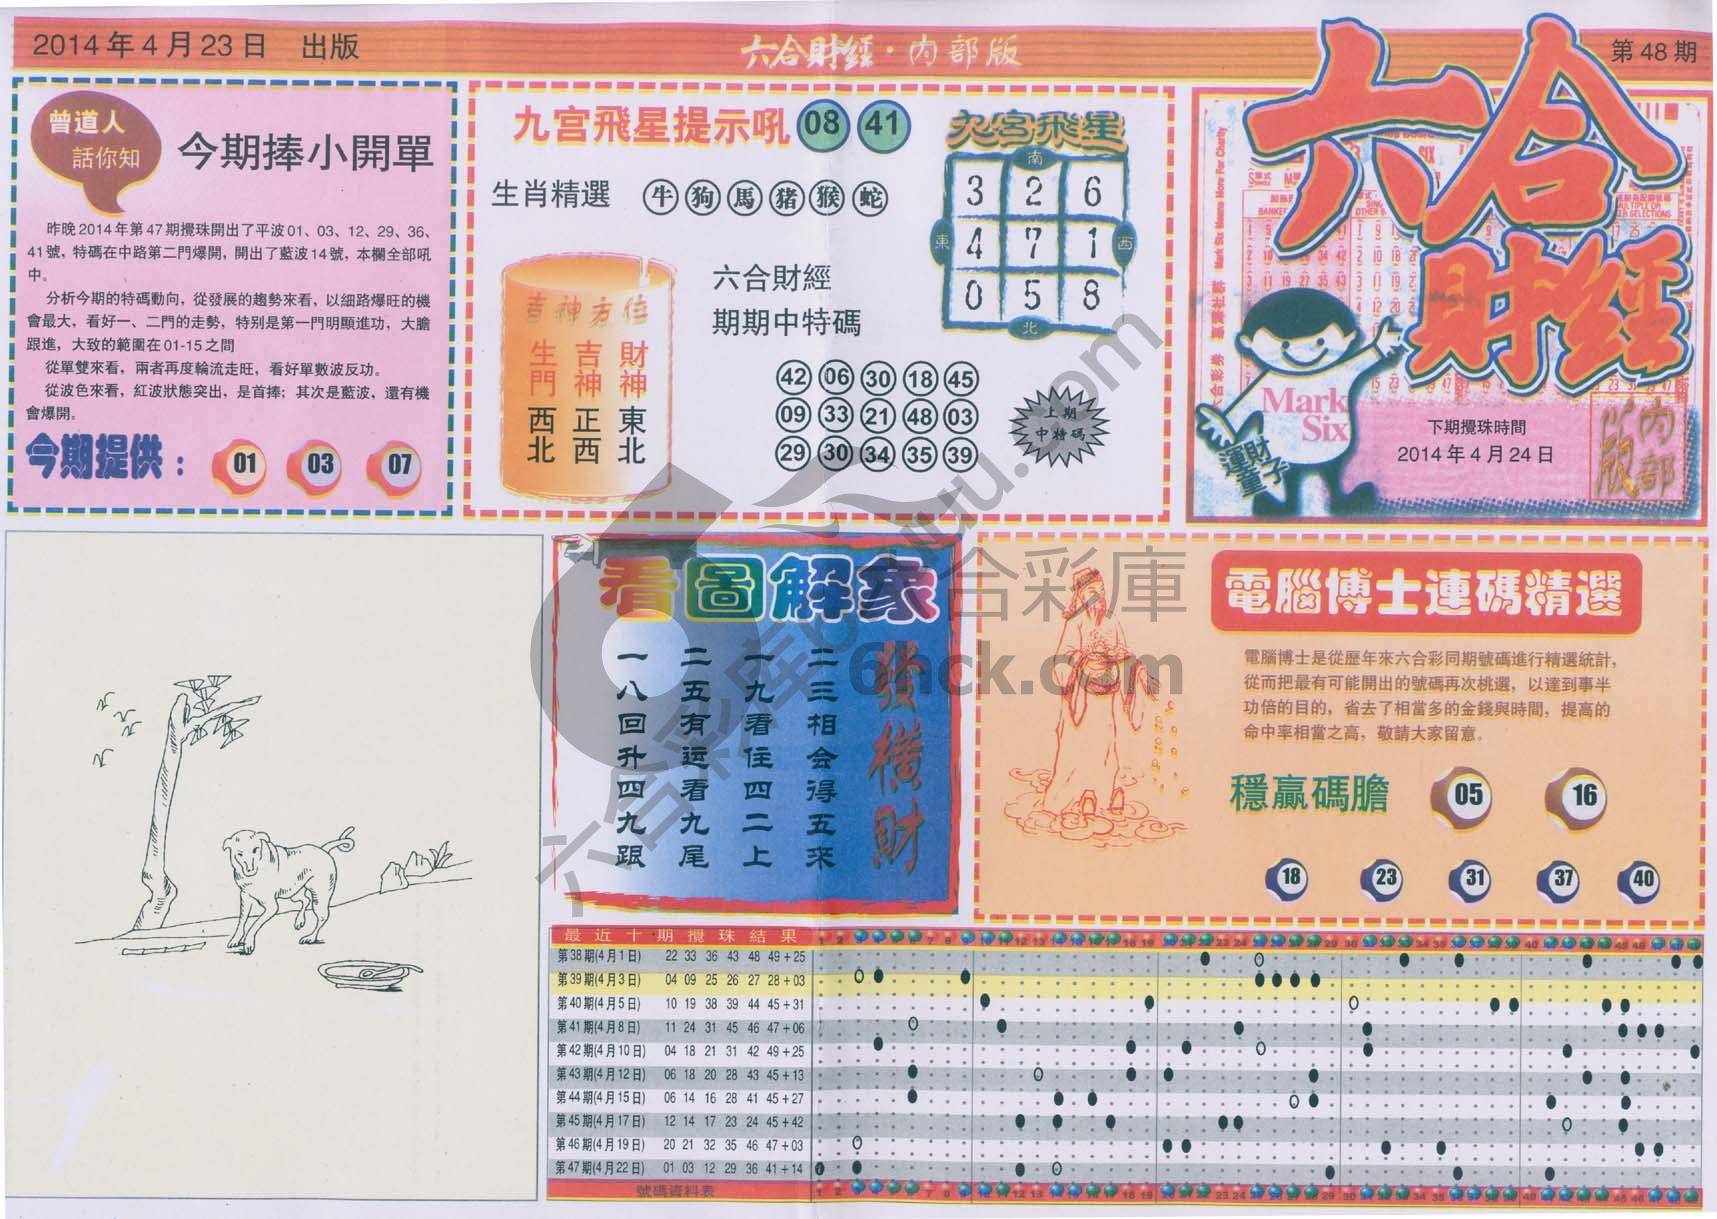 2014年4月23日 出版
六合財經·內部版
第48期
曾道人
話你知
今期捧小開單
昨晚2014年第47期攪珠開出了平波01、03、12、29、36、
41號，特碼在中路第二門爆開，開出了藍波14號，本欄全部吼
中。
分析今期的特碼動向，從發展的趨勢來看，以細路爆旺的機
會最大，看好一、二門的走勢，特别是第一門明顯進功，大膽
跟進，大致的範圍在01-15之間
從單雙來看，兩者再度輪流走旺，看好單數波反功。
從波色來看，紅波狀態突出，是首捧；其次是藍波，還有機
會爆開。
今期提供：
01 03 07
九宫飛星提示吼 08 41
生肖精選 牛 狗 馬 猪 猴 蛇
吉神方位
生門 吉神 財神
西北 正西 東北
六合財經
期期中特碼
42 06 30 18 45
09 33 21 48 03
29 30 34 35 39
上期
中特碼
九宫飛星
南
3 2 6
東 4 7 1 西
0 5 8
北
六合
財經
Mark
Six
運財
童子
下期攪珠時間
2014年4月24日
內部
版
看圖解象
發橫財
二三相会得五来
一九看住四二上
二五有运看九尾
一八回升四九跟
電腦博士連碼精選
電腦博士是從歷年來六合彩同期號碼進行精選統計，
從而把最有可能開出的號碼再次桃選，以達到事半
功倍的目的，省去了相當多的金錢與時間，提高的
命中率相當之高，敬請大家留意。
穩贏碼膽 05 16
18 23 31 37 40
最近十期攪珠結果
第38期(4月1日) 22 33 36 43 48 49+25
第39期(4月3日) 04 09 25 26 27 28+03
第40期(4月5日) 10 19 38 39 44 45+31
第41期(4月8日) 11 24 31 45 46 47+06
第42期(4月10日) 04 18 21 31 42 49+25
第43期(4月12日) 06 18 20 28 43 45+13
第44期(4月15日) 06 14 16 28 41 45+27
第45期(4月17日) 12 14 17 23 24 45+42
第46期(4月19日) 20 21 32 35 46 47+03
第47期(4月22日) 01 03 12 29 36 41+14
號碼資料表
六合彩庫
6hck.com